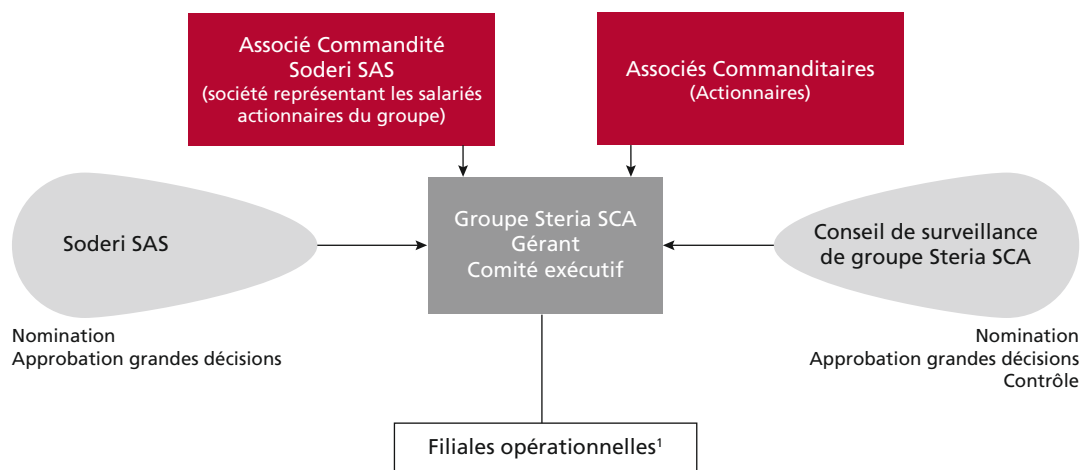 Associé Commandité
Soderi SAS
(société représentant les salariés
actionnaires du groupe)
Associés Commanditaires
(Actionnaires)
Groupe Steria SCA
Gérant
Comité exécutif
Soderi SAS
Conseil de surveillance
de groupe Steria SCA
Nomination
Approbation grandes décisions
Nomination
Approbation grandes décisions
Contrôle
Filiales opérationnelles¹